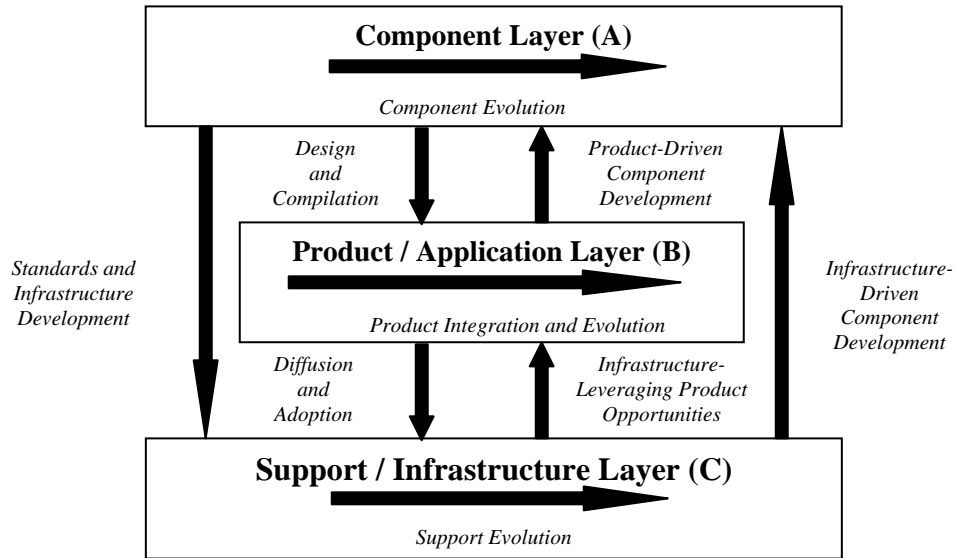 Component Layer (A)
Component Evolution
Design
and
Compilation
Product-Driven
Component
Development
Standards and
Infrastructure
Development
Product / Application Layer (B)
Product Integration and Evolution
Infrastructure-
Driven
Component
Development
Diffusion
and
Adoption
Infrastructure-
Leveraging Product
Opportunities
Support / Infrastructure Layer (C)
Support Evolution